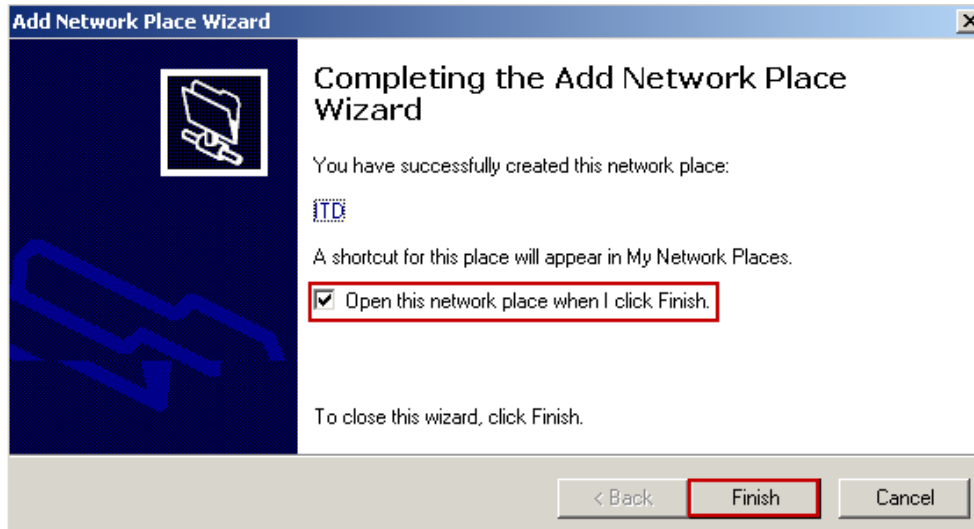 Add Network Place Wizard
Completing the Add Network Place
Wizard
You have successfully created this network place:
ITD
A shortcut for this place will appear in My Network Places.
Open this network place when I click Finish.
To close this wizard, click Finish.
< Back
Finish
Cancel